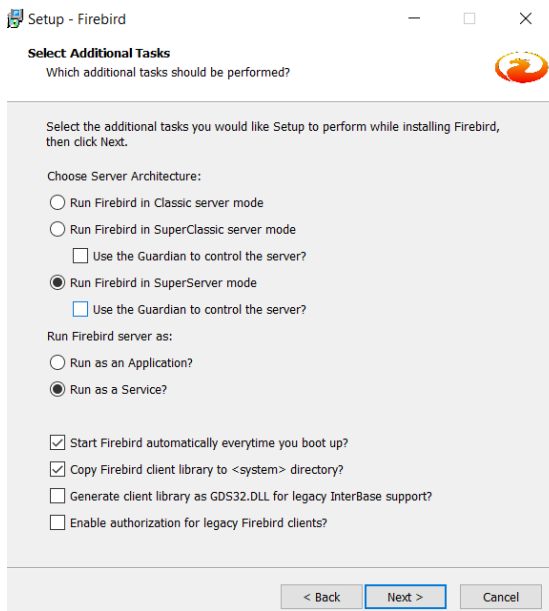 Setup - Firebird
Select Additional Tasks
Which additional tasks should be performed?
Select the additional tasks you would like Setup to perform while installing Firebird,
then click Next.
Choose Server Architecture:
Run Firebird in Classic server mode
Run Firebird in SuperClassic server mode
Use the Guardian to control the server?
Run Firebird in SuperServer mode
Use the Guardian to control the server?
Run Firebird server as:
Run as an Application?
Run as a Service?
Start Firebird automatically everytime you boot up?
Copy Firebird client library to <system> directory?
Generate client library as GDS32.DLL for legacy InterBase support?
Enable authorization for legacy Firebird clients?
< Back Next > Cancel